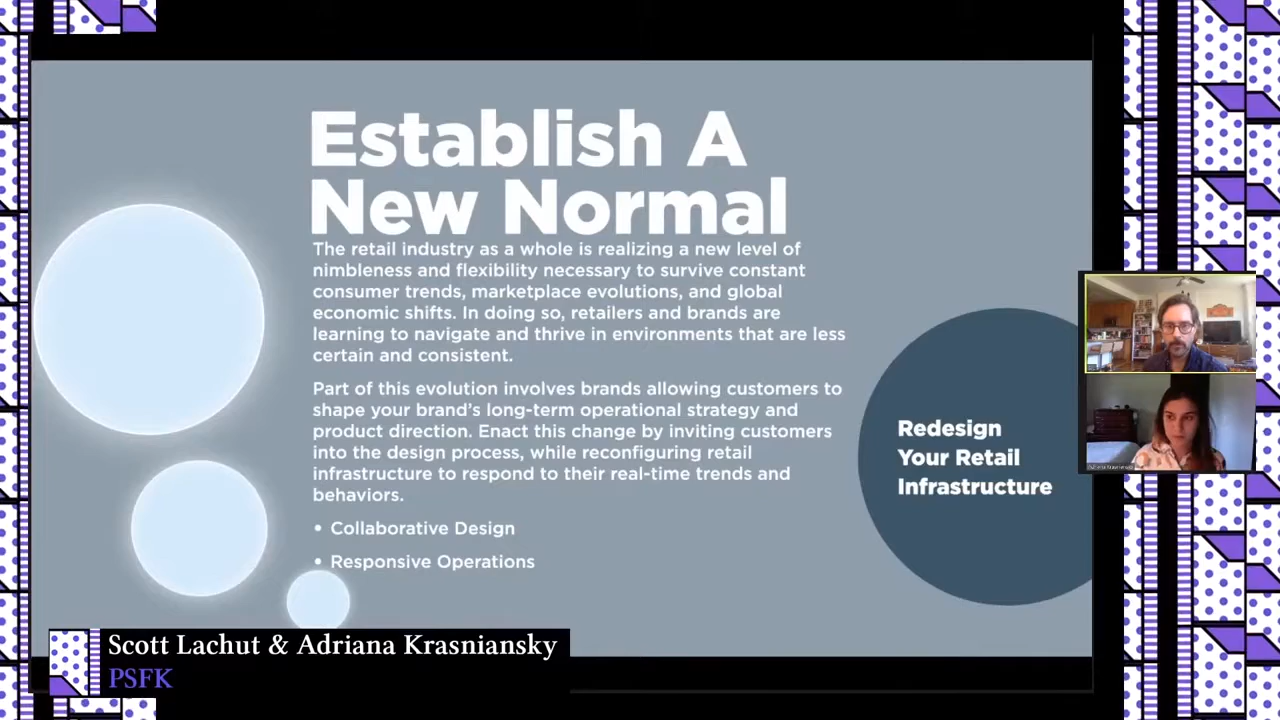 Establish A
New Normal
The retail industry as a whole is realizing a new level of
nimbleness and flexiblity necessary to survive constant
consumer trends, marketplace evolutions, and global
economic shifts. In doing so, retailers and brands are
learning to navigate and thrive in environments that are less
certain and consistent.
Part of this evolution involves brands allowing customers to
shape your brand's long-term operational strategy and
product direction. Enact this change by inviting customers
into the design process, while reconfiguring retail
infrastructure to respond to their real-time trends and
behaviors.
• Collaborative Design
• Responsive Operations
Redesign
Your Retail
Infrastructure
Scott Lachut & Adriana Krasniansky
PSFK